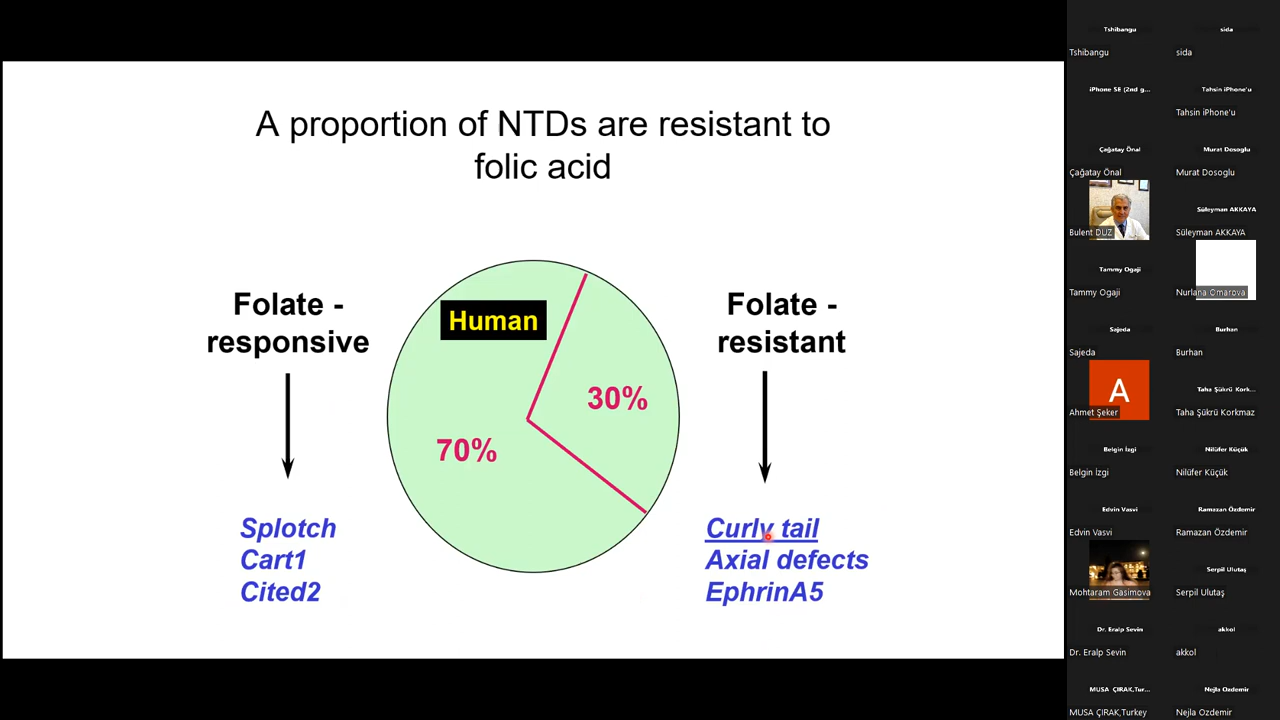 A proportion of NTDs are resistant to
folic acid
Folate -
responsive
Human
Folate -
resistant
30%
70%
Splotch
Cart1
Cited2
Curly tail
Axial defects
EphrinA5
Tshibangu
Tshibangu
sida
sida
iPhone SE (2nd g...
Tahsin iPhone'u
Tahsin iPhone'u
Çağatay Önal
Çağatay Önal
Murat Dosoglu
Murat Dosoglu
Bulent DUZ
Süleyman AKKAYA
Süleyman AKKAYA
Tammy Ogaji
Tammy Ogaji
Nurlana Omarova
Sajeda
Sajeda
Burhan
Burhan
A
Ahmet Şeker
Taha Şükrü Kork...
Taha Şükrü Korkmaz
Belgin İzgi
Belgin İzgi
Nilüfer Küçük
Nilüfer Küçük
Edvin Vasvi
Edvin Vasvi
Ramazan Özdemir
Ramazan Özdemir
Mohtaram Gasimova
Serpil Ulutaş
Serpil Ulutaş
Dr. Eralp Sevin
Dr. Eralp Sevin
akkol
akkol
MUSA ÇIRAK,Tur...
MUSA ÇIRAK,Turkey
Nejla Ozdemir
Nejla Ozdemir